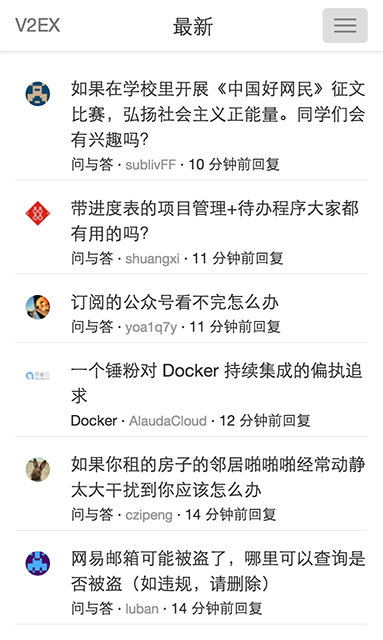 V2EX
最新
如果在学校里开展《中国好网民》征文
比赛，弘扬社会主义正能量。同学们会
有兴趣吗?
问与答 · sublivFF · 10 分钟前回复
带进度表的项目管理+待办程序大家都
有用的吗?
问与答 · shuangxi · 11 分钟前回复
订阅的公众号看不完怎么办
问与答 · yoa1q7y · 11 分钟前回复
一个锤粉对 Docker 持续集成的偏执追
求
Docker · AlaudaCloud · 12 分钟前回复
如果你租的房子的邻居啪啪啪经常动静
太大干扰到你应该怎么办
问与答 · czipeng · 14 分钟前回复
网易邮箱可能被盗了，哪里可以查询是
否被盗（如违规，请删除）
问与答 · luban · 14 分钟前回复